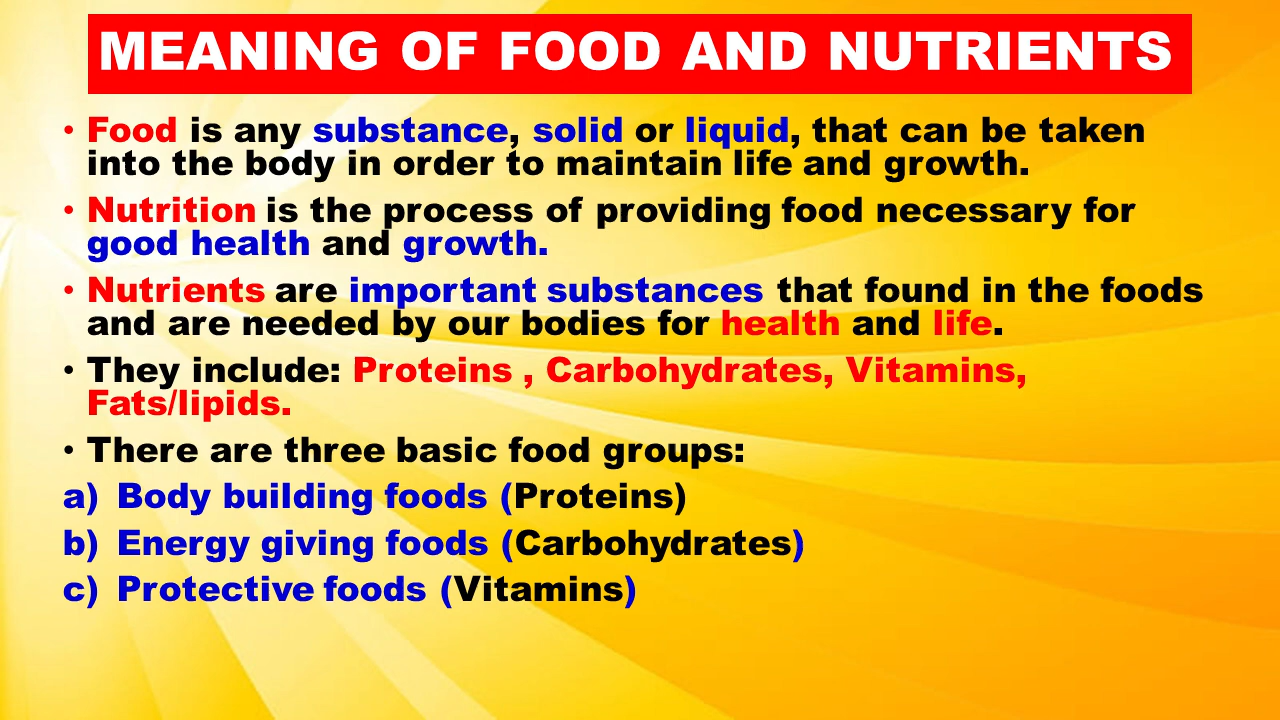 MEANING OF FOOD AND NUTRIENTS
• Food is any substance, solid or liquid, that can be taken
into the body in order to maintain life and growth.
• Nutrition is the process of providing food necessary for
good health and growth.
• Nutrients are important substances that found in the foods
and are needed by our bodies for health and life.
• They include: Proteins , Carbohydrates, Vitamins,
Fats/lipids.
• There are three basic food groups:
a) Body building foods (Proteins)
b) Energy giving foods (Carbohydrates)
c) Protective foods (Vitamins)